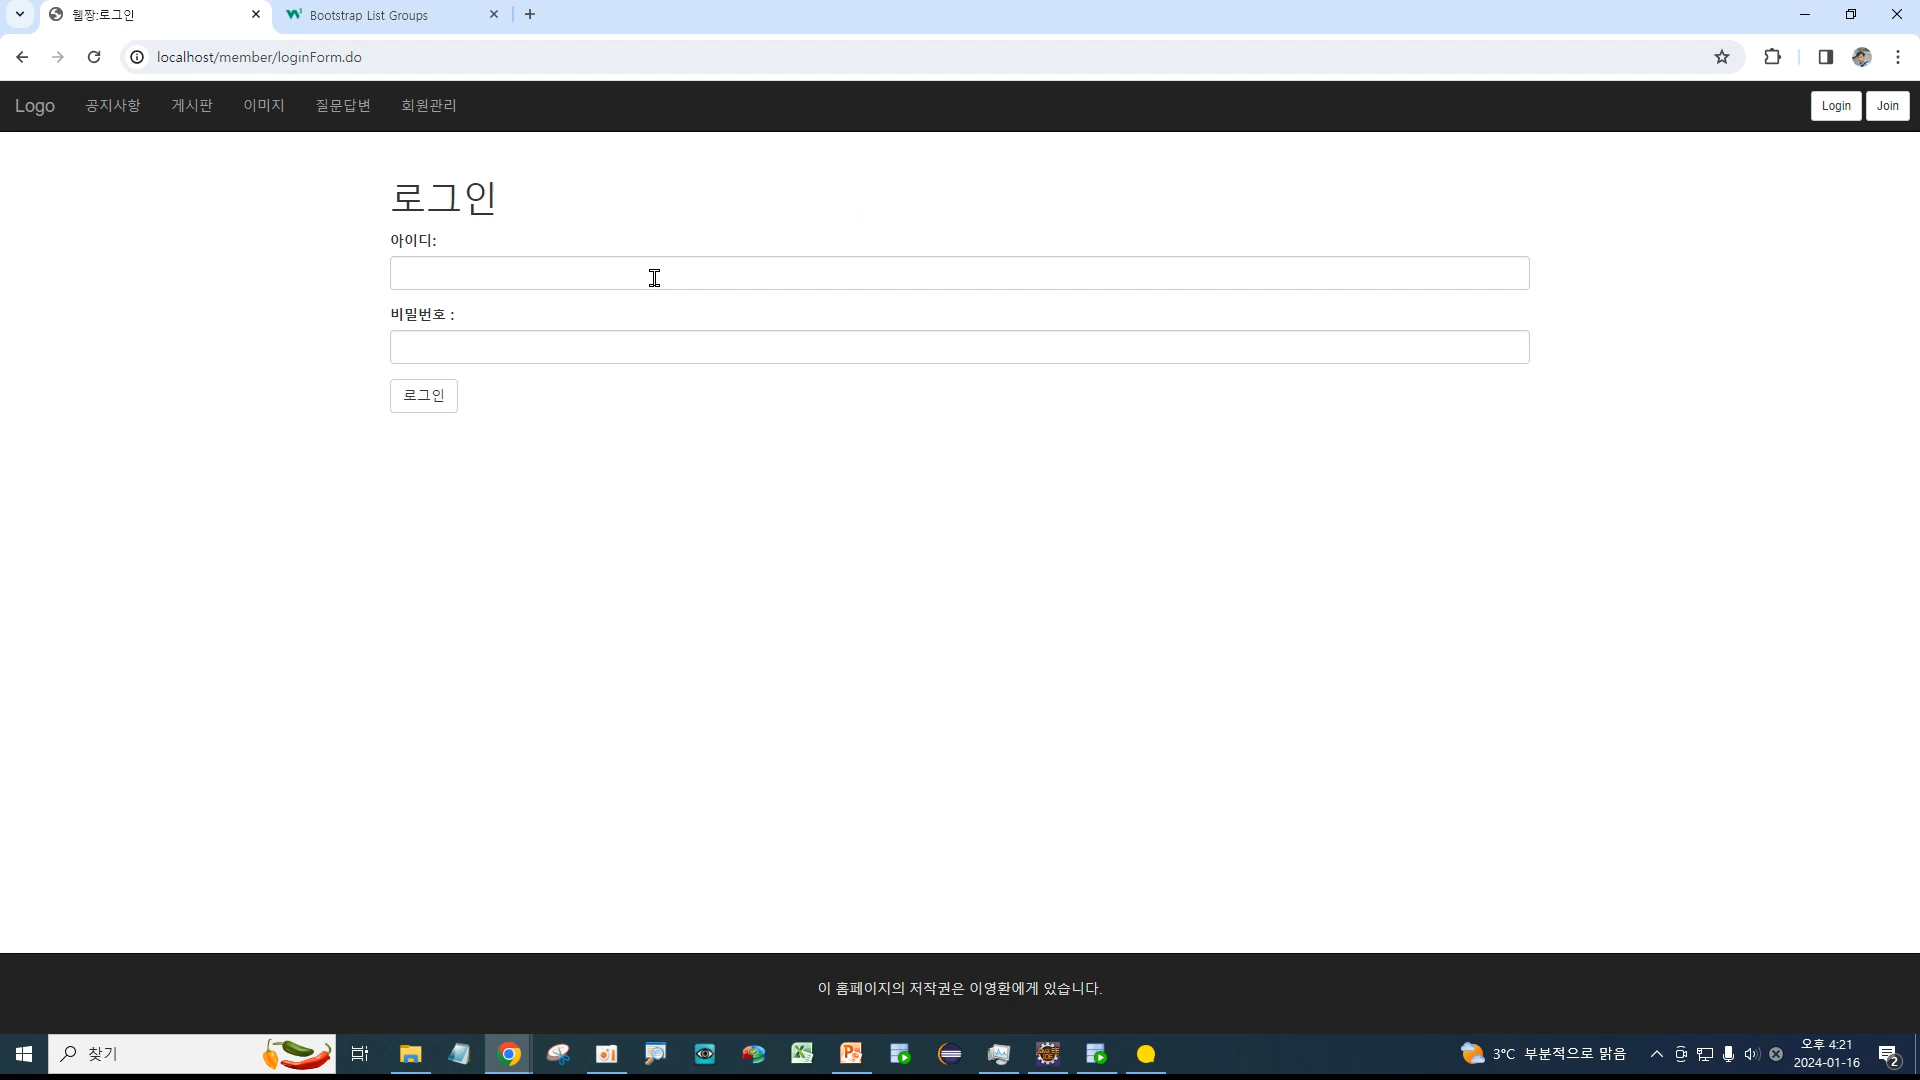 웹짱:로그인
Bootstrap List Groups
localhost/member/loginForm.do
Logo 공지사항 게시판 이미지 질문답변 회원관리 Login Join
로그인
아이디:
비밀번호 :
로그인
이 홈페이지의 저작권은 이영환에게 있습니다.
찾기
3°C 부분적으로 맑음
오후 4:21
2024-01-16
2